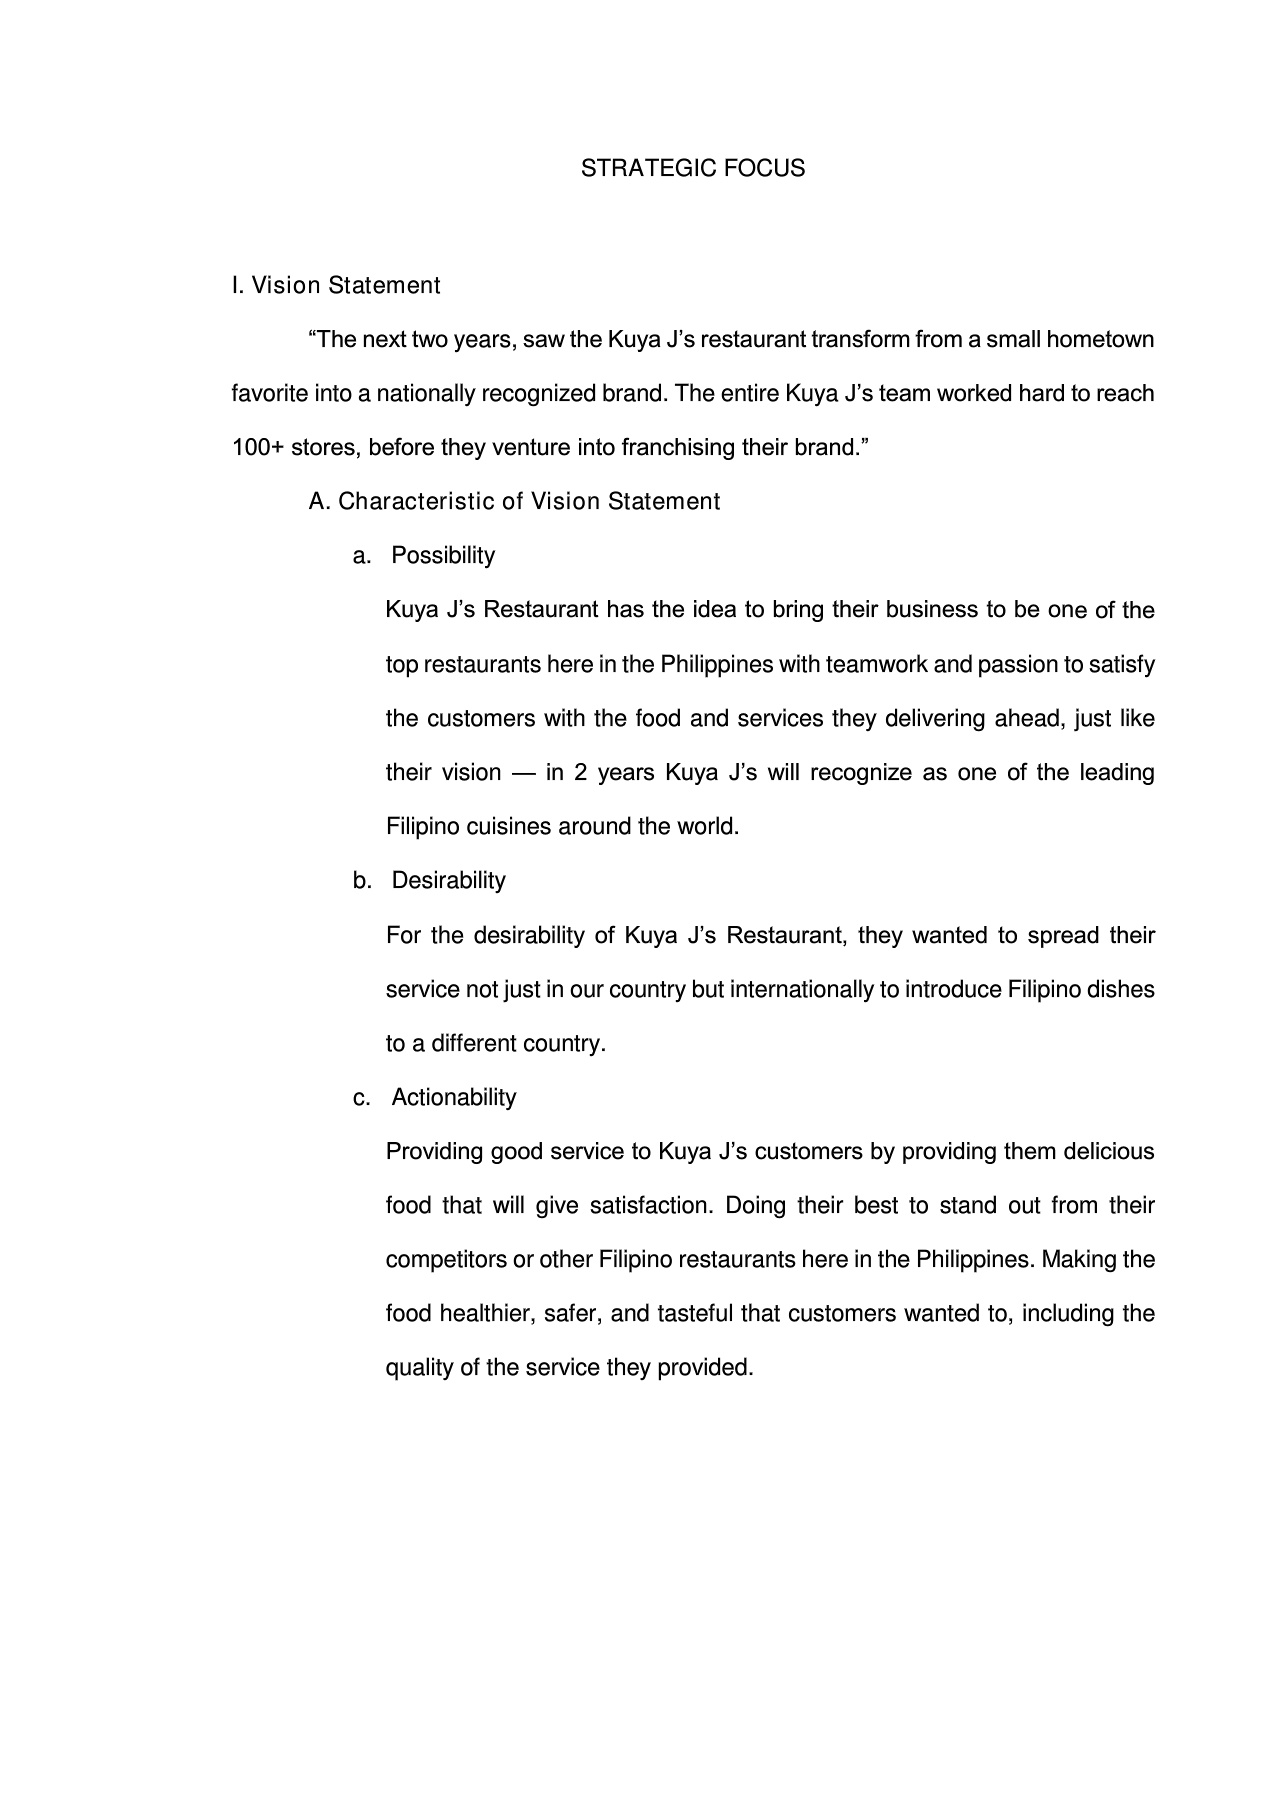 STRATEGIC FOCUS
I. Vision Statement
“The next two years, saw the Kuya J’s restaurant transform from a small hometown
favorite into a nationally recognized brand. The entire Kuya J’s team worked hard to reach
100+ stores, before they venture into franchising their brand.”
A. Characteristic of Vision Statement
a. Possibility
Kuya J’s Restaurant has the idea to bring their business to be one of the
top restaurants here in the Philippines with teamwork and passion to satisfy
the customers with the food and services they delivering ahead, just like
their vision — in 2 years Kuya J’s will recognize as one of the leading
Filipino cuisines around the world.
b. Desirability
For the desirability of Kuya J’s Restaurant, they wanted to spread their
service not just in our country but internationally to introduce Filipino dishes
to a different country.
c. Actionability
Providing good service to Kuya J’s customers by providing them delicious
food that will give satisfaction. Doing their best to stand out from their
competitors or other Filipino restaurants here in the Philippines. Making the
food healthier, safer, and tasteful that customers wanted to, including the
quality of the service they provided.